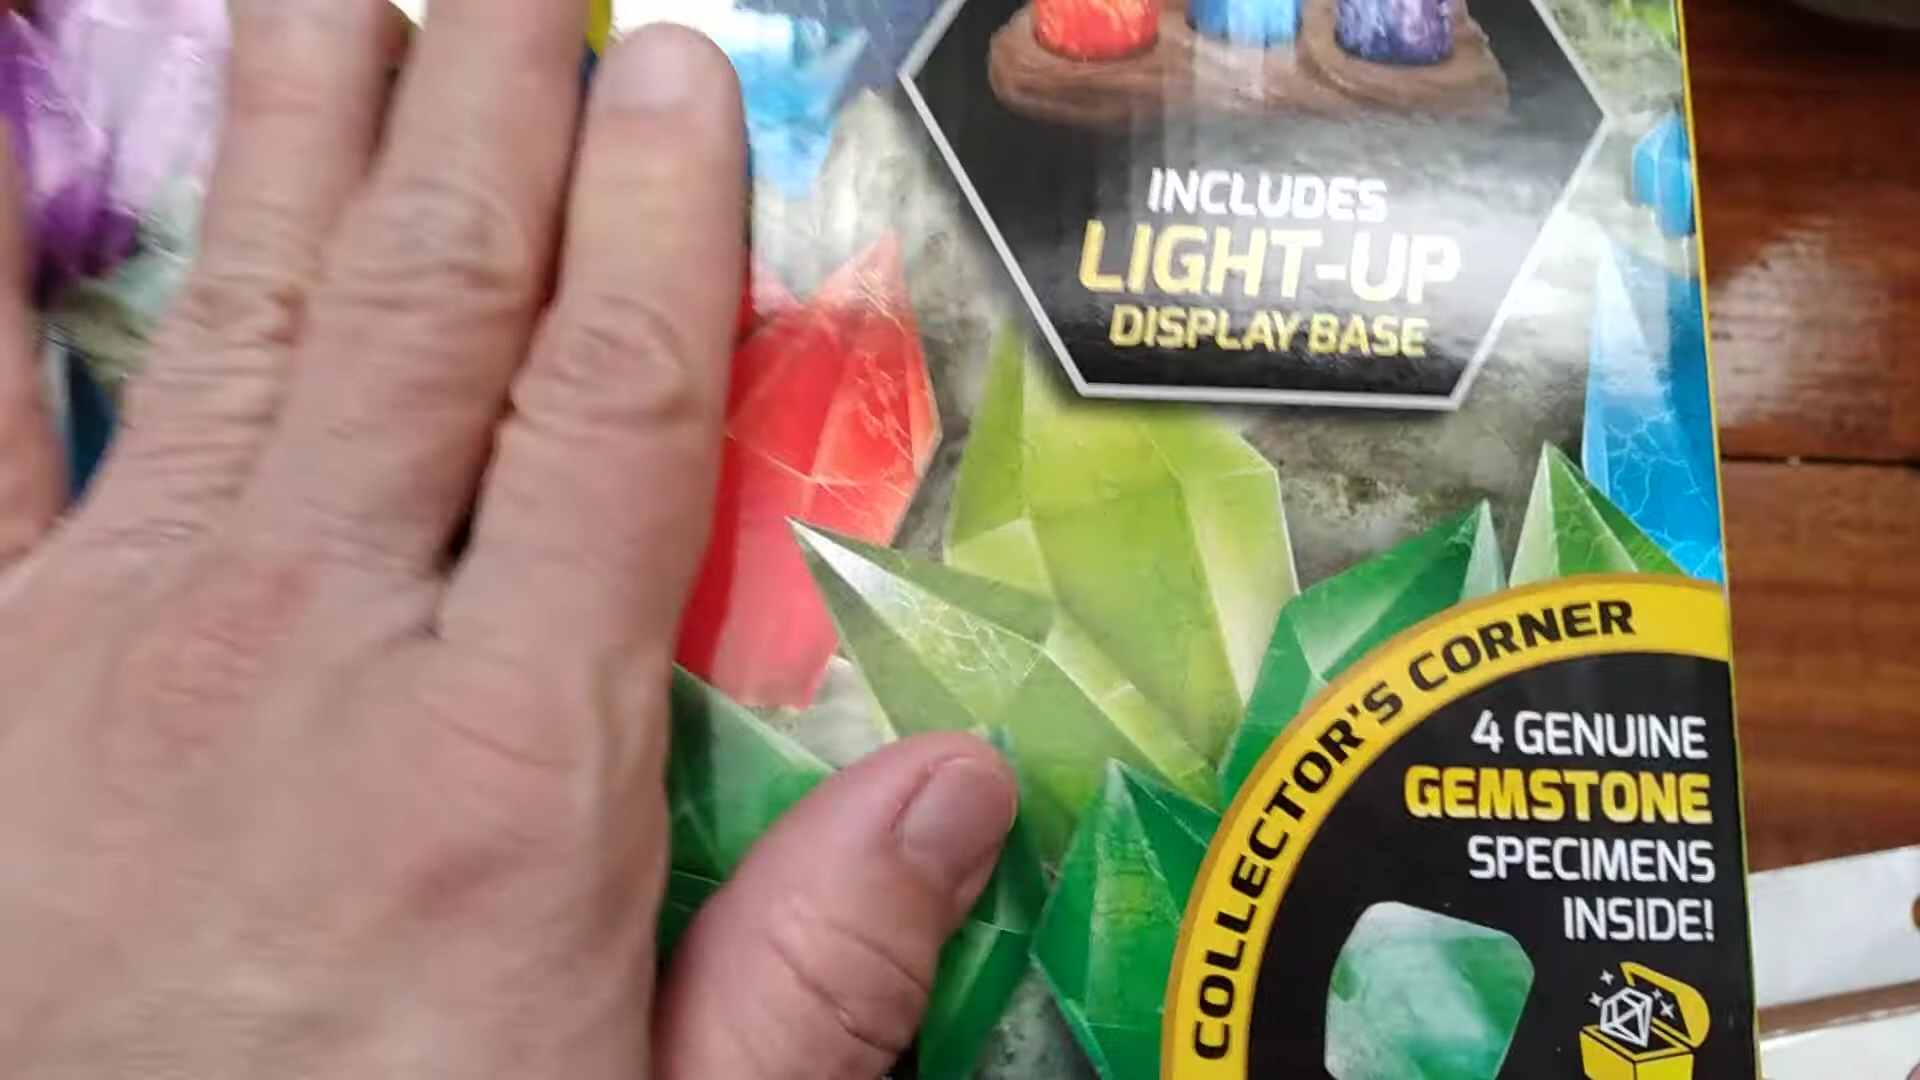 INCLUDES
LIGHT-UP
DISPLAY BASE
COLLECTOR'S CORNER
4 GENUINE
GEMSTONE
SPECIMENS
INSIDE!